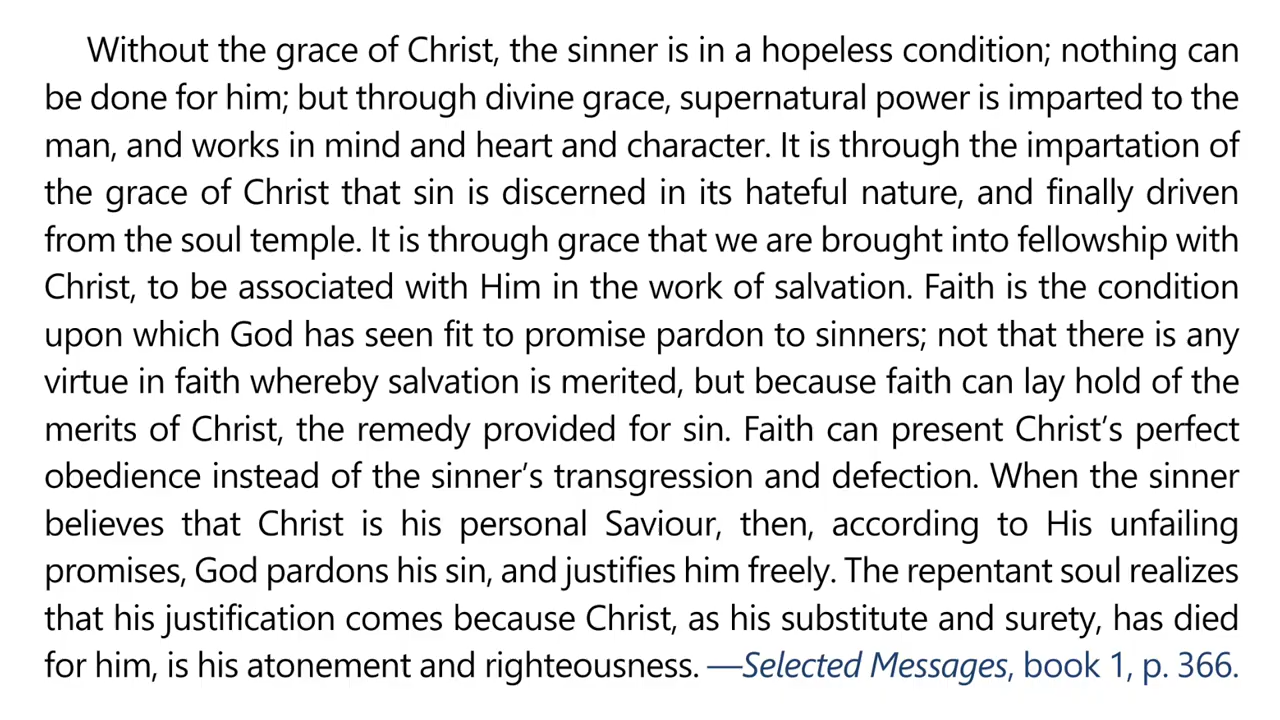 Without the grace of Christ, the sinner is in a hopeless condition; nothing can
be done for him; but through divine grace, supernatural power is imparted to the
man, and works in mind and heart and character. It is through the impartation of
the grace of Christ that sin is discerned in its hateful nature, and finally driven
from the soul temple. It is through grace that we are brought into fellowship with
Christ, to be associated with Him in the work of salvation. Faith is the condition
upon which God has seen fit to promise pardon to sinners; not that there is any
virtue in faith whereby salvation is merited, but because faith can lay hold of the
merits of Christ, the remedy provided for sin. Faith can present Christ’s perfect
obedience instead of the sinner’s transgression and defection. When the sinner
believes that Christ is his personal Saviour, then, according to His unfailing
promises, God pardons his sin, and justifies him freely. The repentant soul realizes
that his justification comes because Christ, as his substitute and surety, has died
for him, is his atonement and righteousness. —Selected Messages, book 1, p. 366.